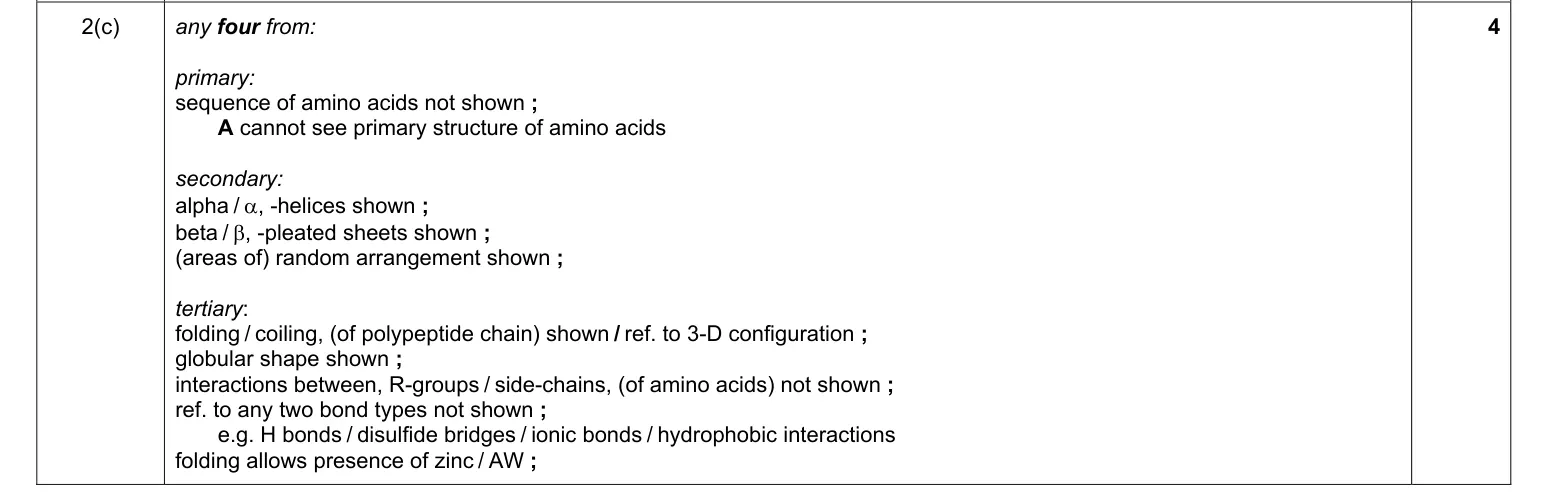 2(c)
any four from:
4
primary:
sequence of amino acids not shown ;
A cannot see primary structure of amino acids
secondary:
alpha / α, -helices shown ;
beta / β, -pleated sheets shown ;
(areas of) random arrangement shown ;
tertiary:
folding / coiling, (of polypeptide chain) shown / ref. to 3-D configuration ;
globular shape shown ;
interactions between, R-groups / side-chains, (of amino acids) not shown ;
ref. to any two bond types not shown ;
e.g. H bonds / disulfide bridges / ionic bonds / hydrophobic interactions
folding allows presence of zinc / AW ;